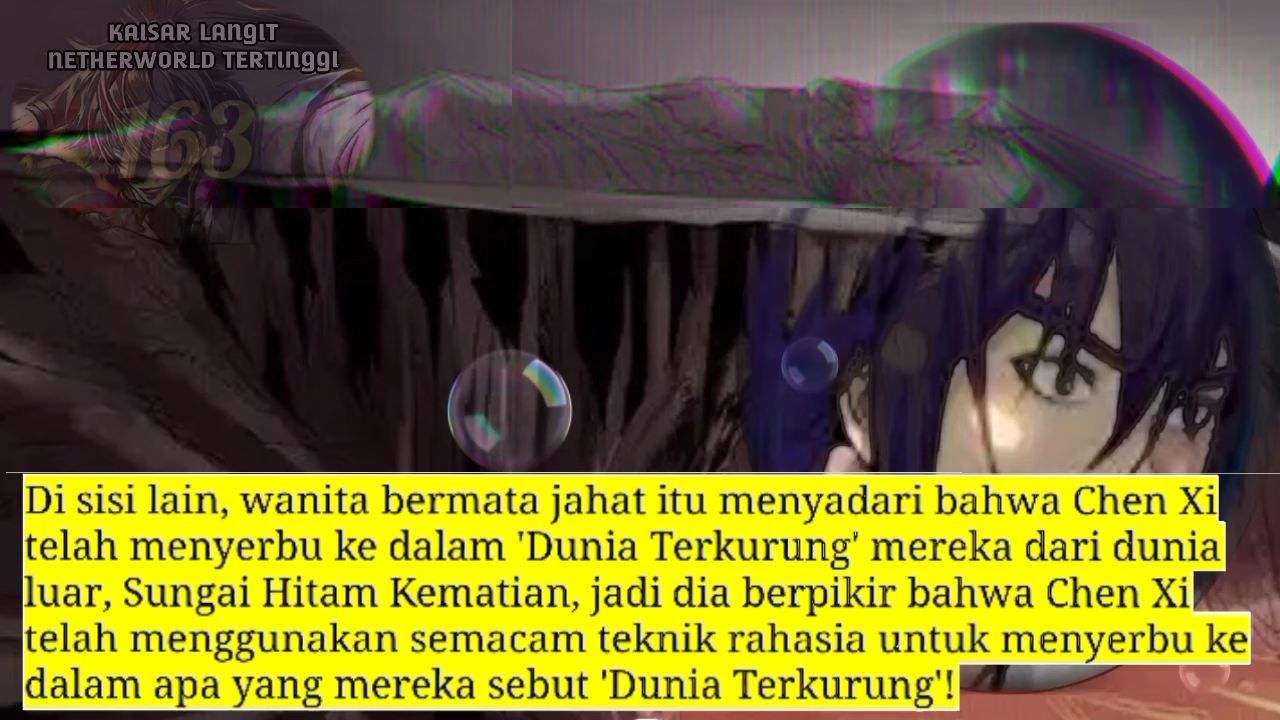 KAISAR LANGIT
NETHERWORLD TERTINGGI
163
Di sisi lain, wanita bermata jahat itu menyadari bahwa Chen Xi
telah menyerbu ke dalam 'Dunia Terkurung' mereka dari dunia
luar, Sungai Hitam Kematian, jadi dia berpikir bahwa Chen Xi
telah menggunakan semacam teknik rahasia untuk menyerbu ke
dalam apa yang mereka sebut 'Dunia Terkurung'!